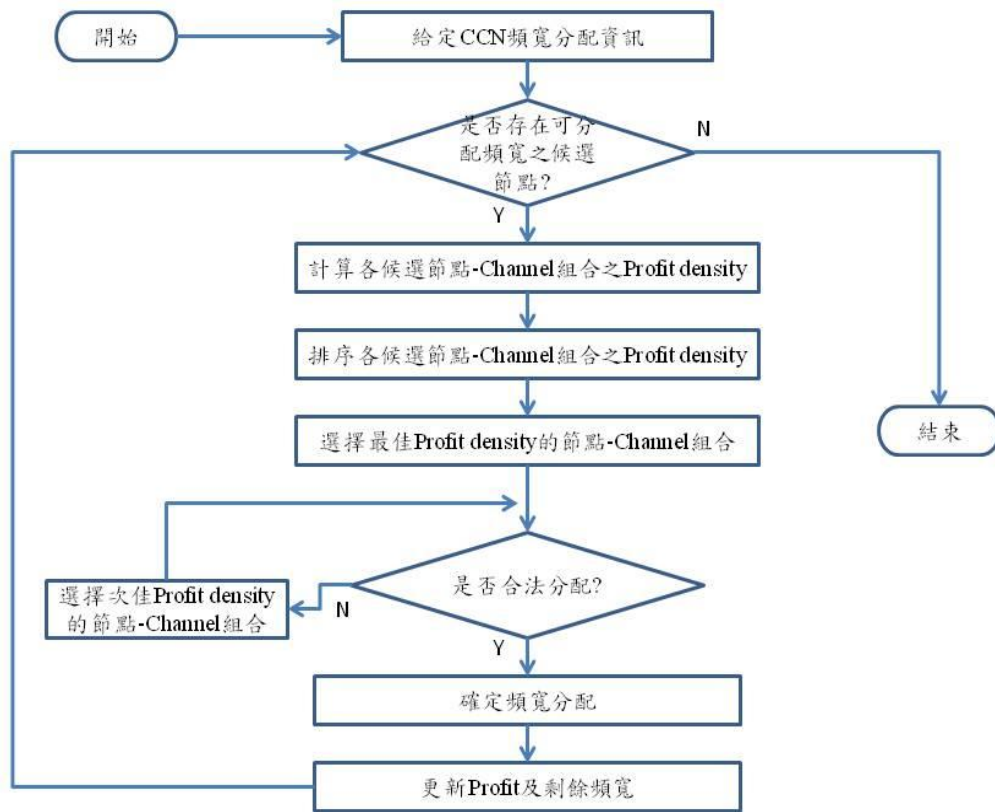 開始
給定CCN頻寬分配資訊
是否存在可分
配頻寬之候選
節點?
N
Y
計算各候選節點-Channel組合之Profit density
排序各候選節點-Channel組合之Profit density
選擇最佳Profit density的節點-Channel組合
結束
是否合法分配?
選擇次佳Profit density
的節點-Channel組合
N
Y
確定頻寬分配
更新Profit及剩餘頻寬